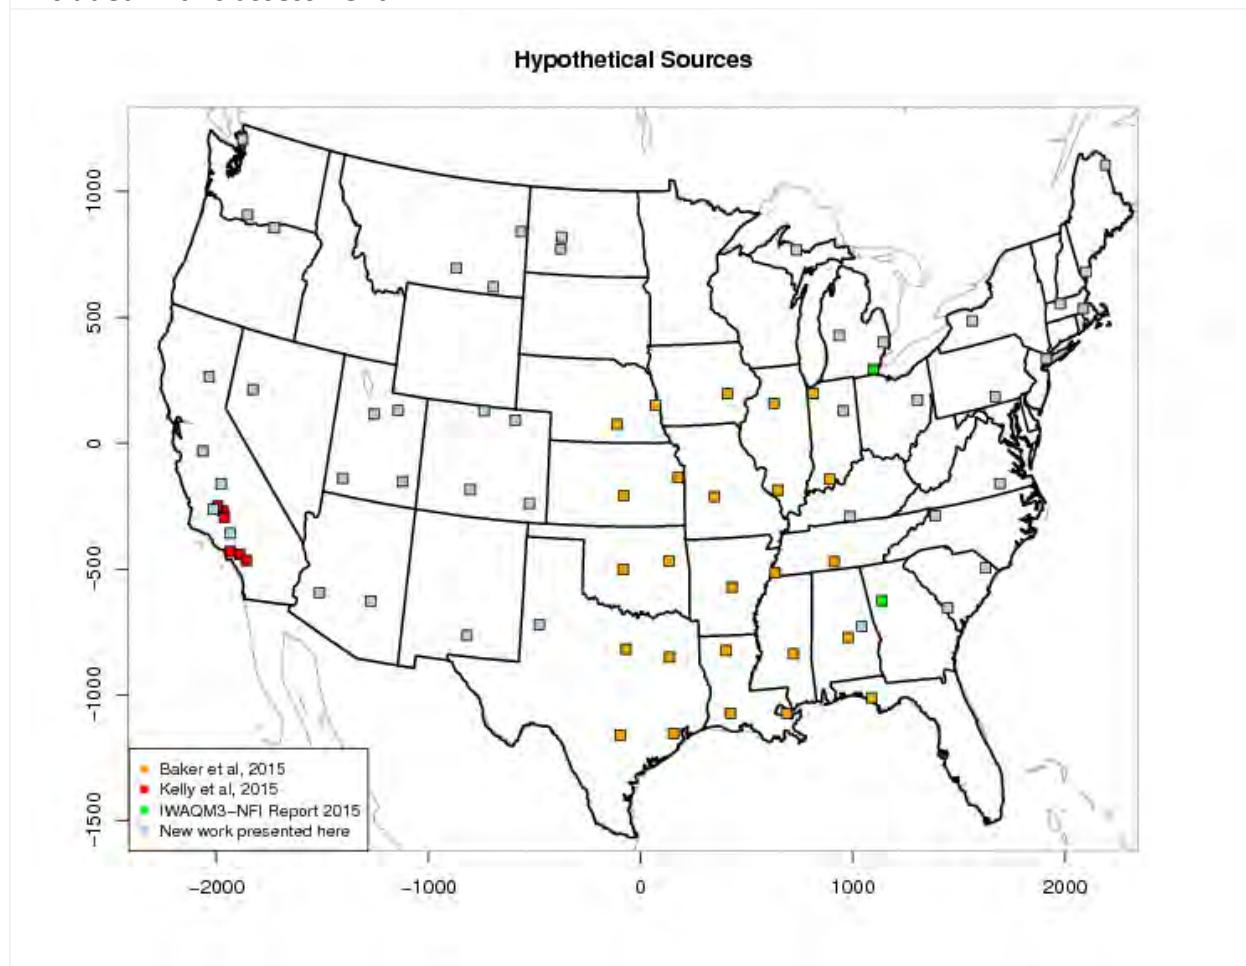 Hypothetical Sources
1000
500
0
−500
−1000
−1500
Baker et al, 2015
Kelly et al, 2015
IWAQM3−NFI Report 2015
New work presented here
−2000
−1000
0
1000
2000